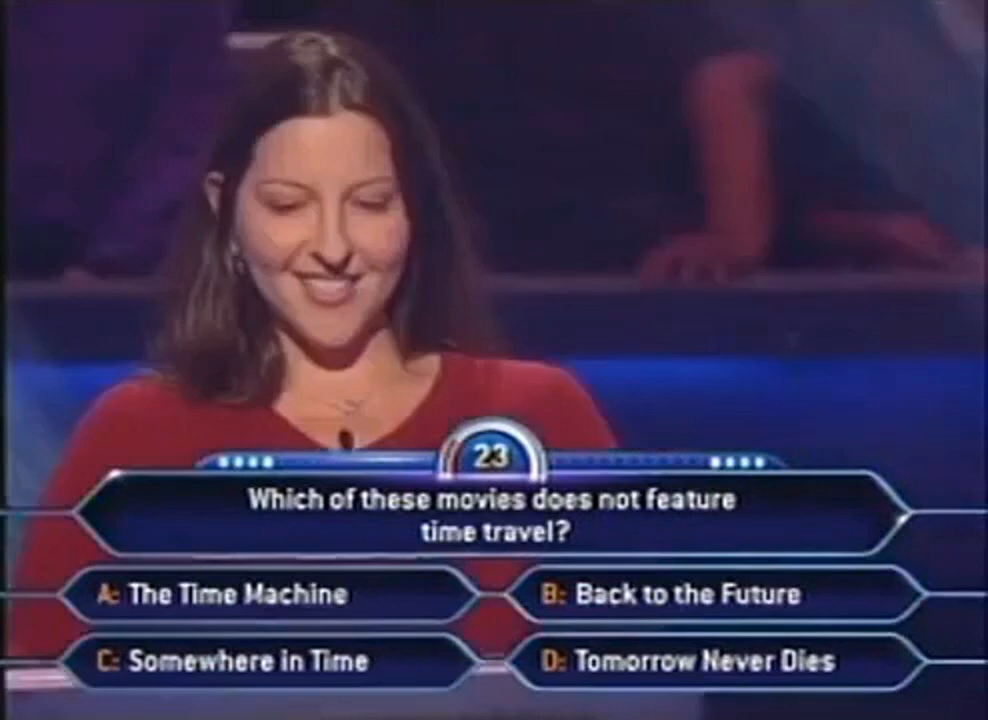 23
Which of these movies does not feature
time travel?
A: The Time Machine
B: Back to the Future
C: Somewhere in Time
D: Tomorrow Never Dies